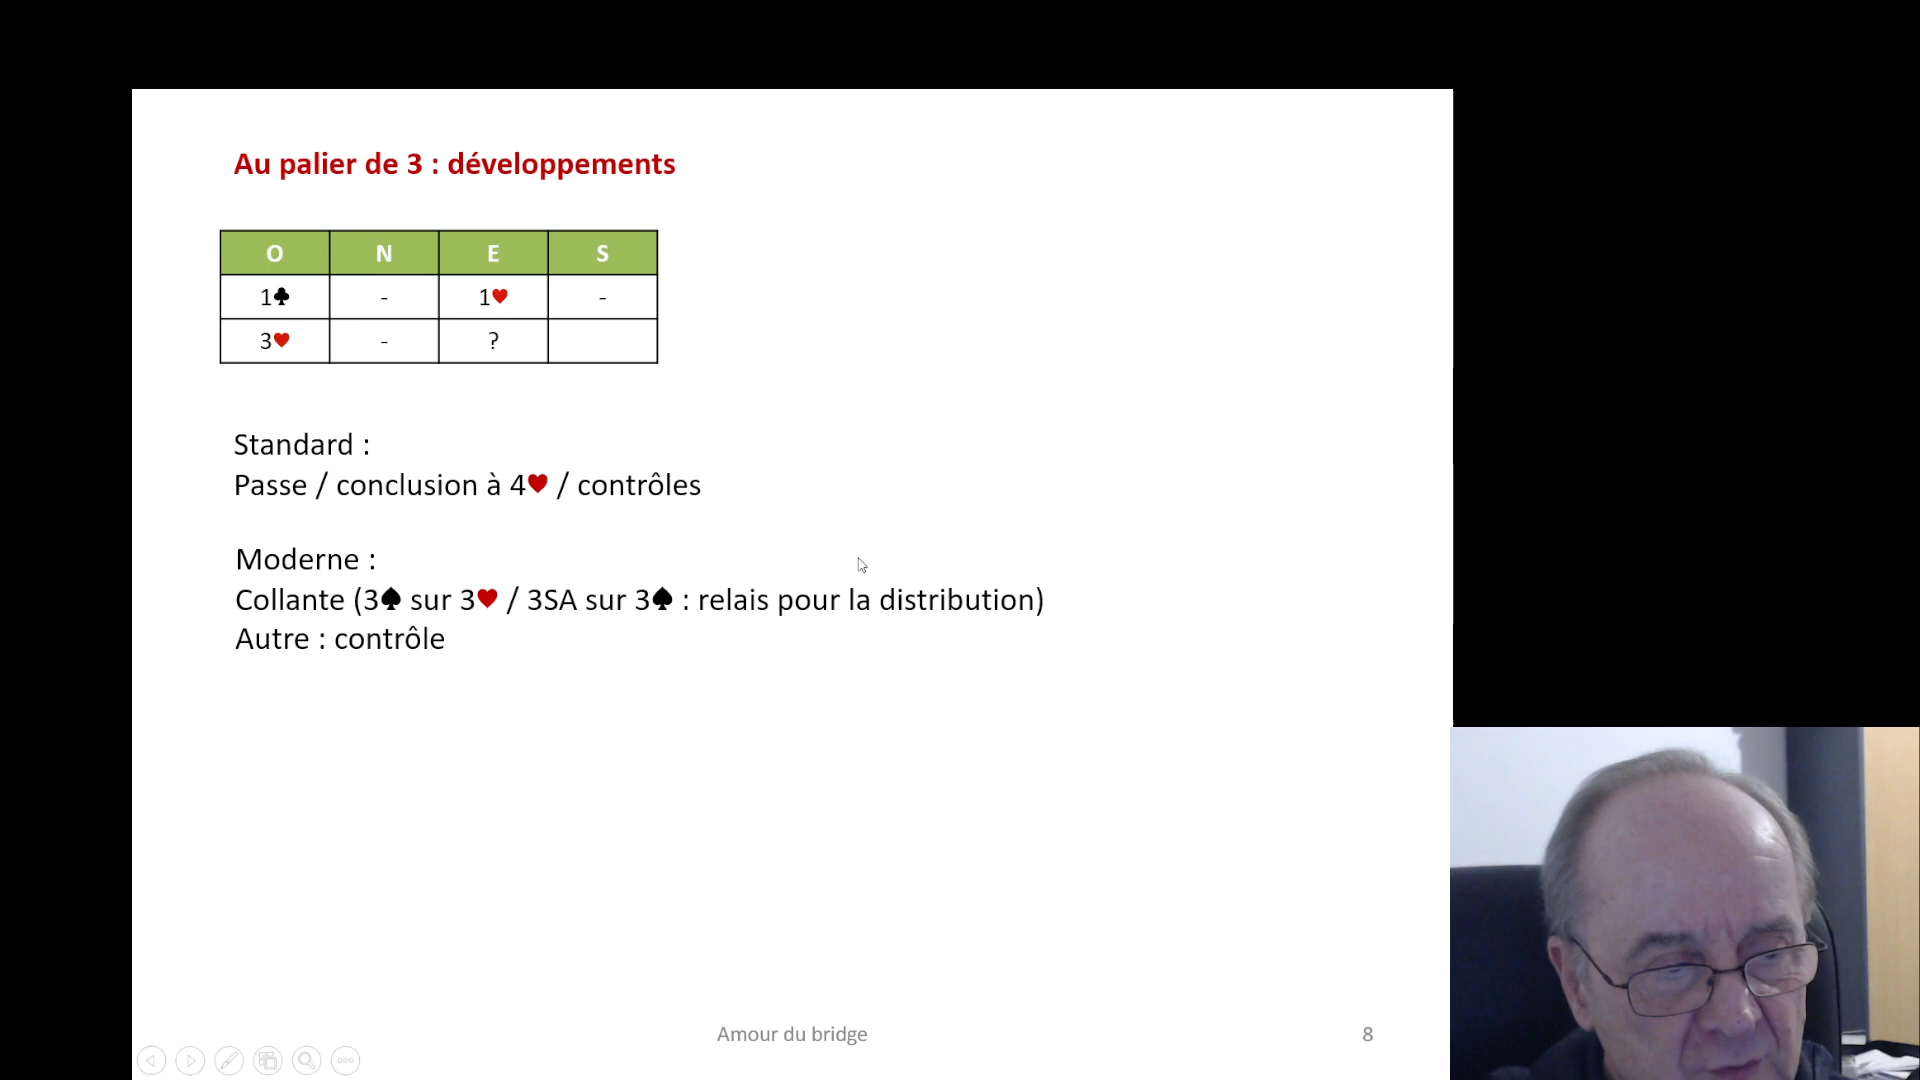 Au palier de 3 : développements
O N E S
1♣ - 1♥ -
3♥ - ?
Standard :
Passe / conclusion à 4♥ / contrôles
Moderne :
Collante (3♠ sur 3♥ / 3SA sur 3♠ : relais pour la distribution)
Autre : contrôle
Amour du bridge
8